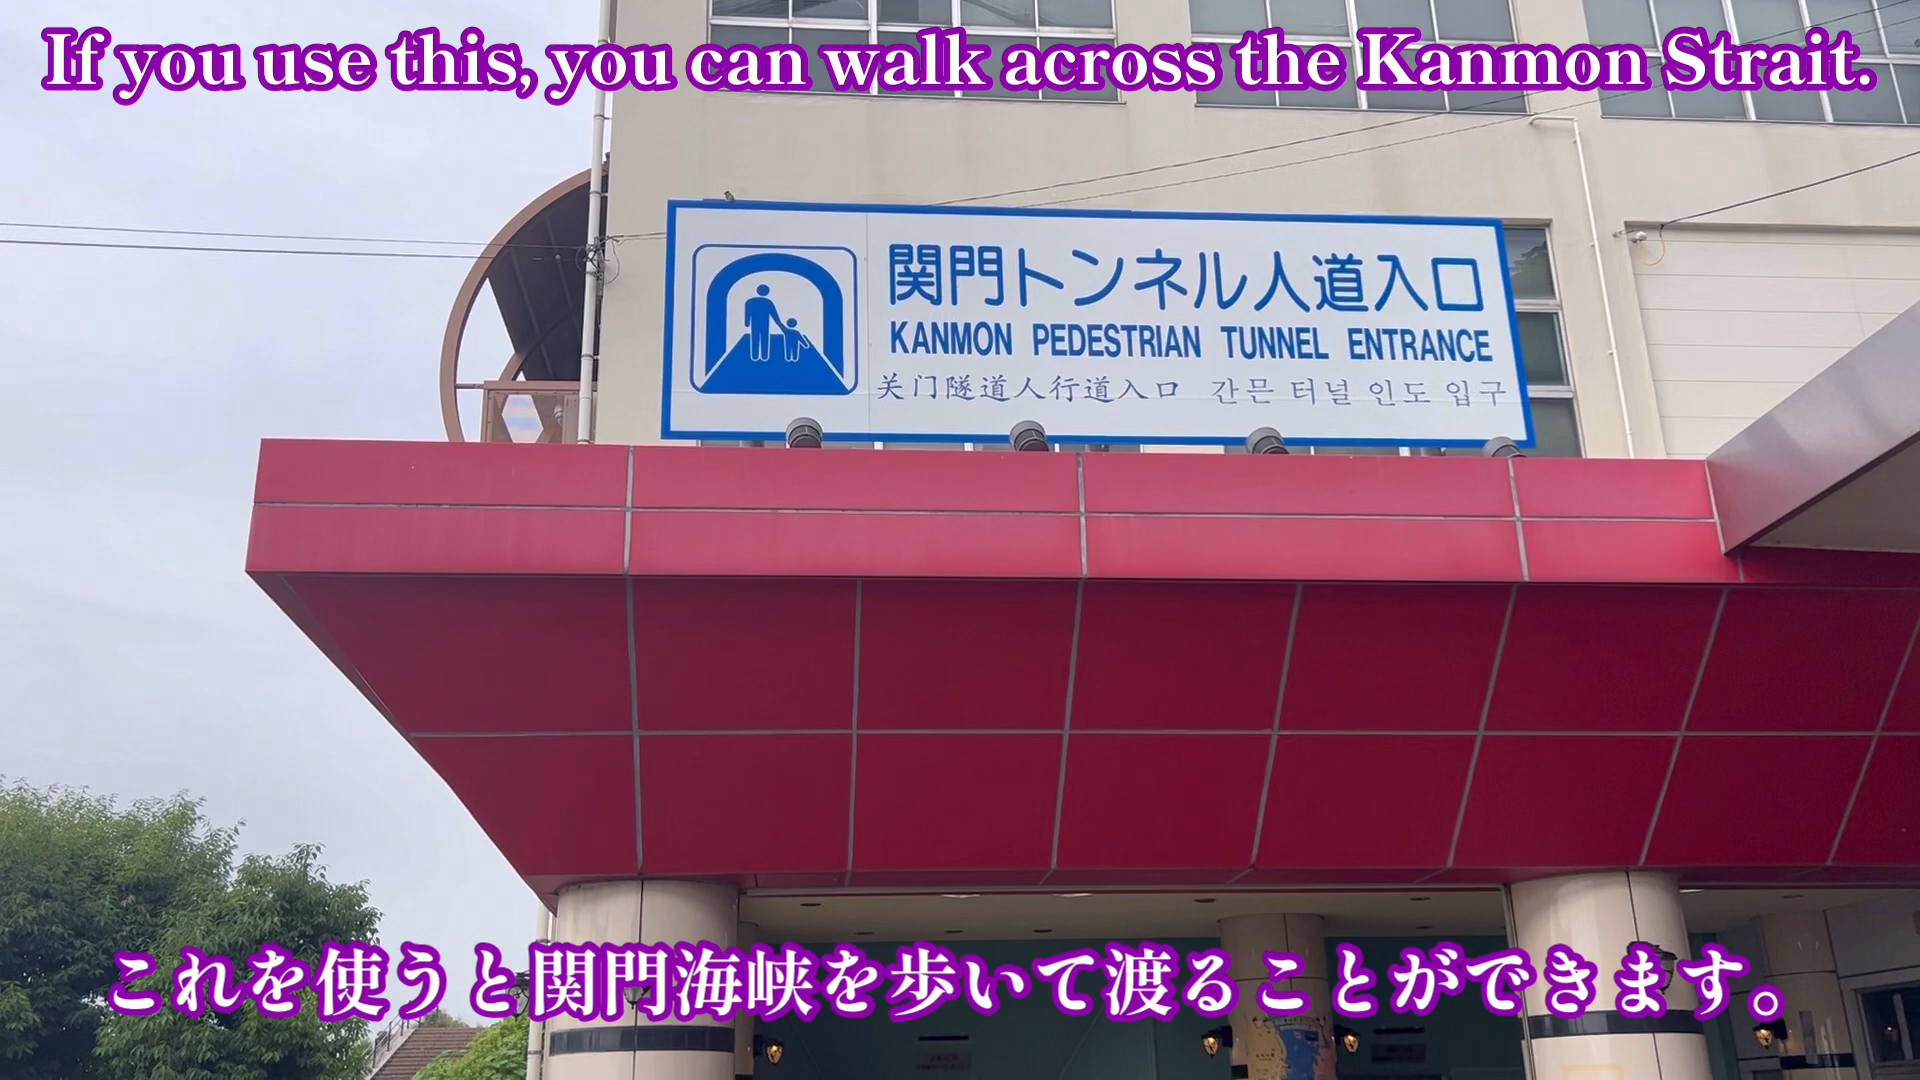 If you use this, you can walk across the Kanmon Strait.
関門トンネル人道入口
KANMON PEDESTRIAN TUNNEL ENTRANCE
关门隧道人行道入口 간몬 터널 인도 입구
これを使うと関門海峡を歩いて渡ることができます。